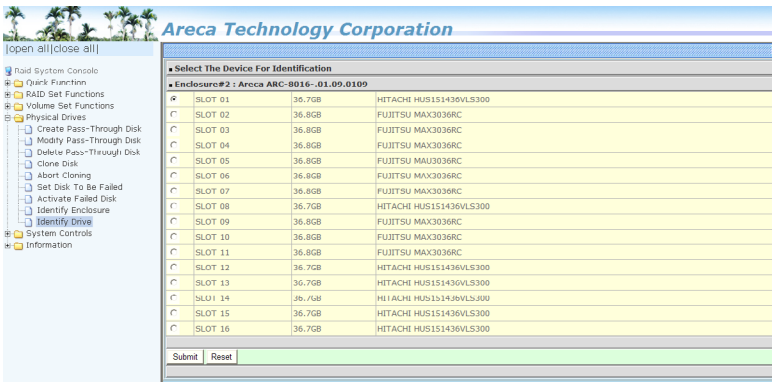 Areca Technology Corporation
|open all|close all|
Raid System Console
Quick Function
RAID Set Functions
Volume Set Functions
Physical Drives
Create Pass-Through Disk
Modify Pass-Through Disk
Delete Pass-Through Disk
Clone Disk
Abort Cloning
Set Disk To Be Failed
Activate Failed Disk
Identify Enclosure
Identify Drive
System Controls
Information
Select The Device For Identification
Enclosure#2 : Areca ARC-8016-.01.09.0109
SLOT 01 36.7GB HITACHI HUS151436VLS300
SLOT 02 36.8GB FUJITSU MAX3036RC
SLOT 03 36.8GB FUJITSU MAX3036RC
SLOT 04 36.8GB FUJITSU MAX3036RC
SLOT 05 36.8GB FUJITSU MAU3036RC
SLOT 06 36.8GB FUJITSU MAX3036RC
SLOT 07 36.8GB FUJITSU MAX3036RC
SLOT 08 36.7GB HITACHI HUS151436VLS300
SLOT 09 36.8GB FUJITSU MAX3036RC
SLOT 10 36.8GB FUJITSU MAX3036RC
SLOT 11 36.8GB FUJITSU MAX3036RC
SLOT 12 36.7GB HITACHI HUS151436VLS300
SLOT 13 36.7GB HITACHI HUS151436VLS300
SLOT 14 36.7GB HITACHI HUS151436VLS300
SLOT 15 36.7GB HITACHI HUS151436VLS300
SLOT 16 36.7GB HITACHI HUS151436VLS300
Submit Reset